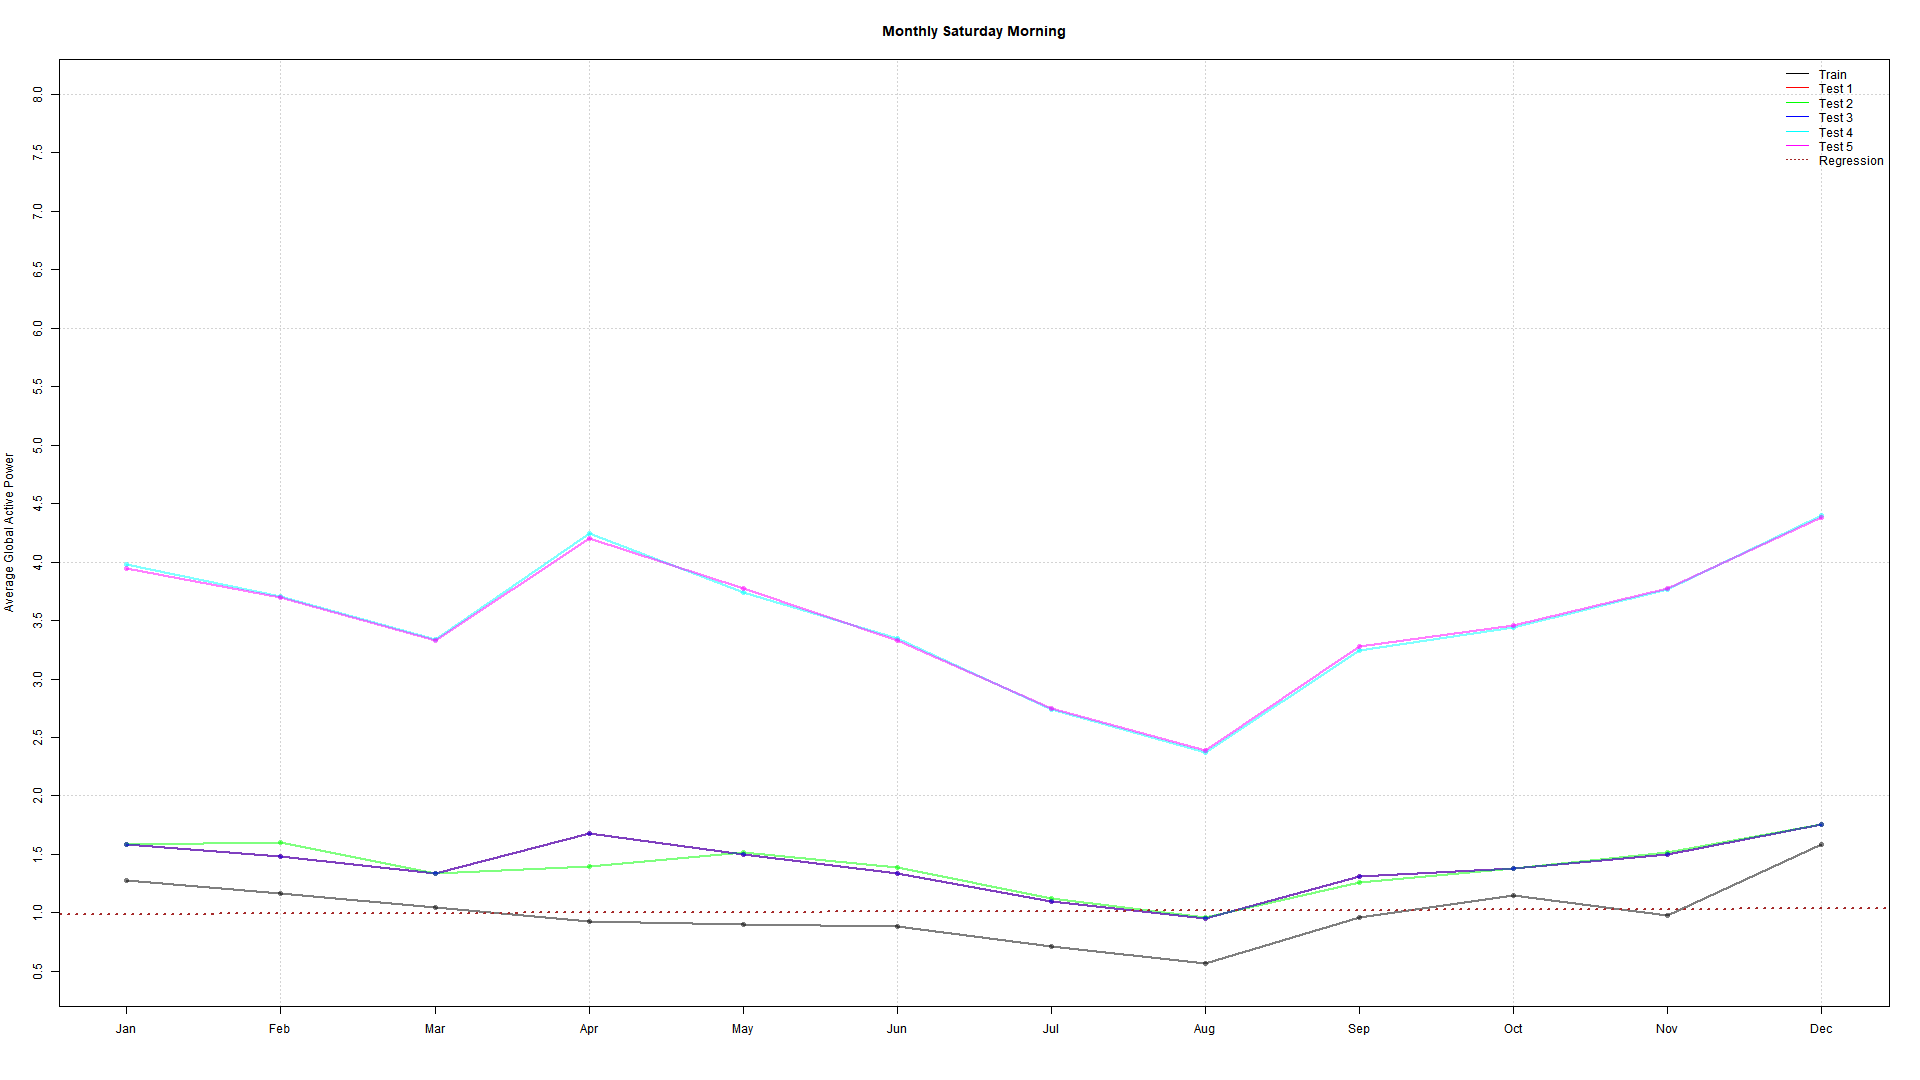 Monthly Saturday Morning
Train
Test 1
Test 2
Test 3
Test 4
Test 5
Regression
Average Global Active Power
8.0
7.5
7.0
6.5
6.0
5.5
5.0
4.5
4.0
3.5
3.0
2.5
2.0
1.5
1.0
0.5
Jan Feb Mar Apr May Jun Jul Aug Sep Oct Nov Dec